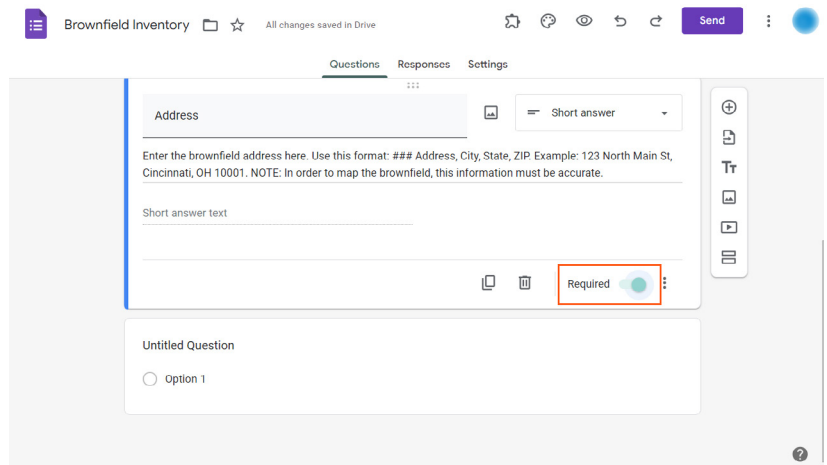 Brownfield Inventory
All changes saved in Drive
Send
Questions Responses Settings
Address
Short answer
Enter the brownfield address here. Use this format: ### Address, City, State, ZIP. Example: 123 North Main St,
Cincinnati, OH 10001. NOTE: In order to map the brownfield, this information must be accurate.
Short answer text
Required
Untitled Question
Option 1